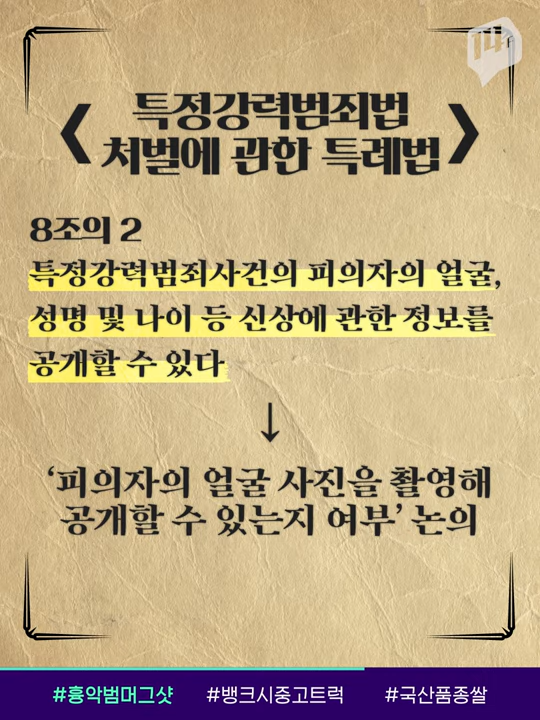 14
〈 특정강력범죄법
처벌에 관한 특례법 〉
8조의 2
특정강력범죄사건의 피의자의 얼굴,
성명 및 나이 등 신상에 관한 정보를
공개할 수 있다
↓
‘피의자의 얼굴 사진을 촬영해
공개할 수 있는지 여부’ 논의
#흉악범머그샷 #뱅크시중고트럭 #국산품종쌀